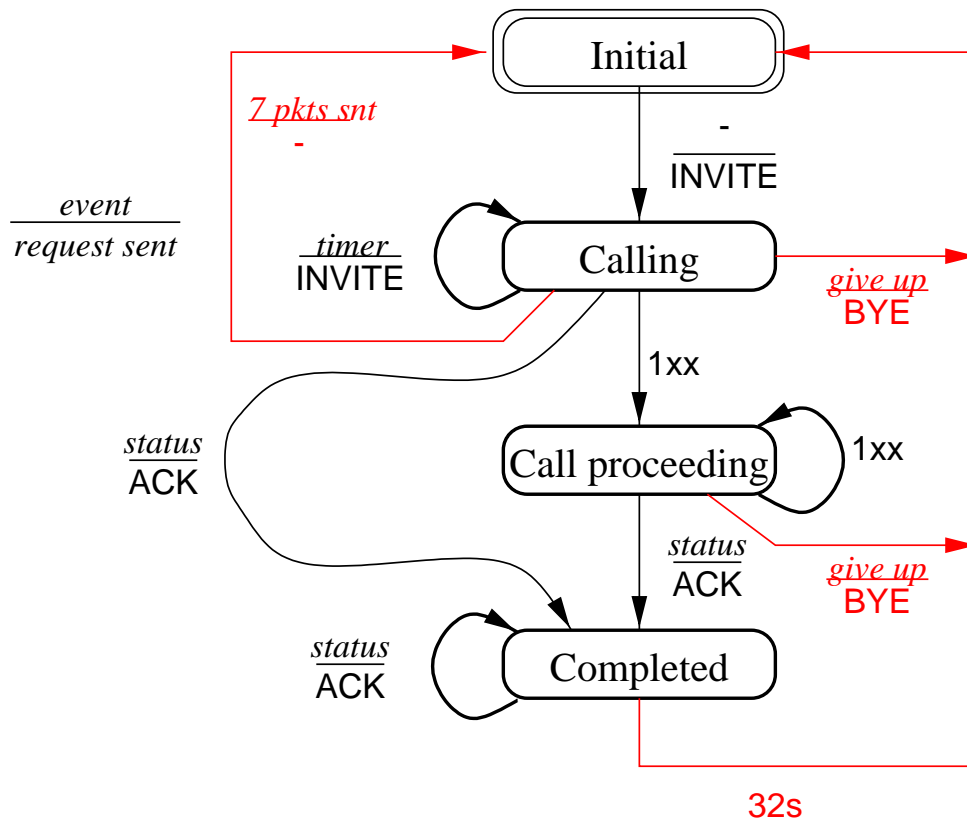 Initial
7 pkts snt
-
-
INVITE
event
request sent
timer
INVITE
Calling
give up
BYE
1xx
status
ACK
Call proceeding
1xx
status
ACK
give up
BYE
status
ACK
Completed
32s